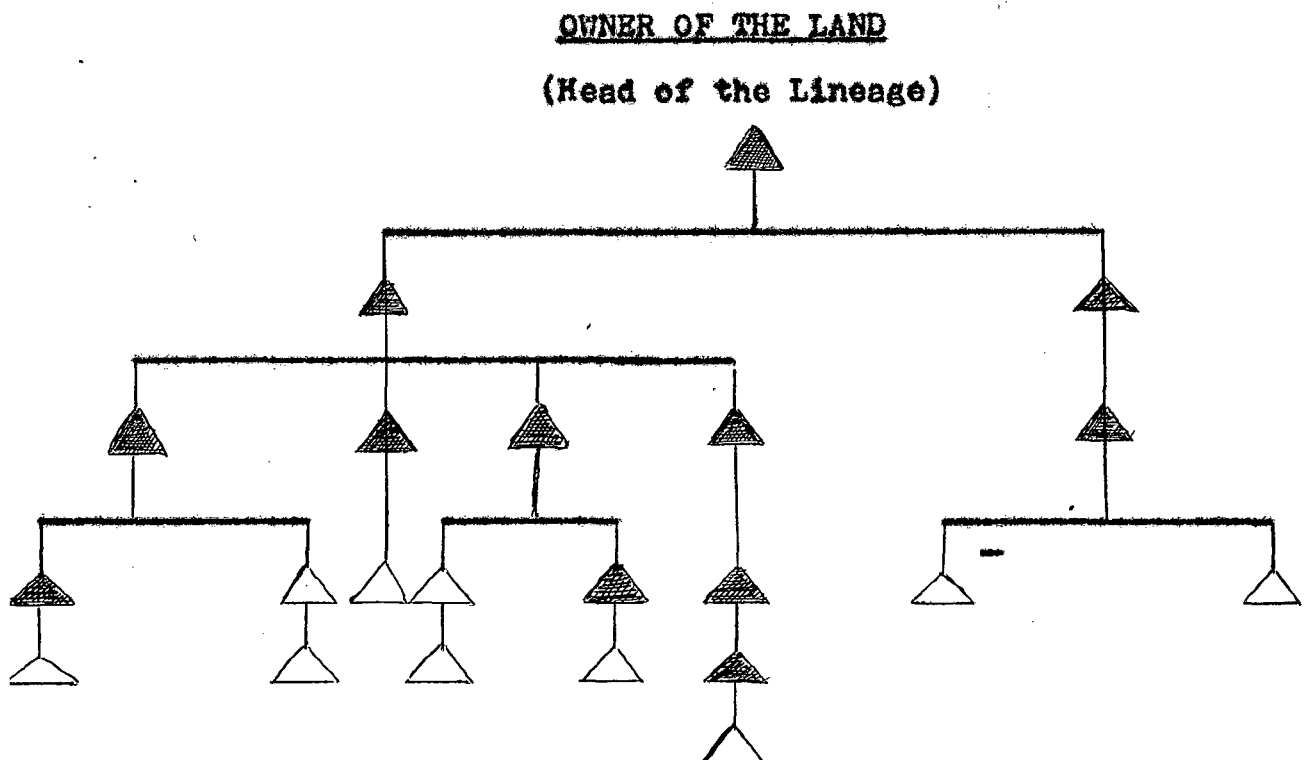 OWNER OF THE LAND
(Head of the Lineage)